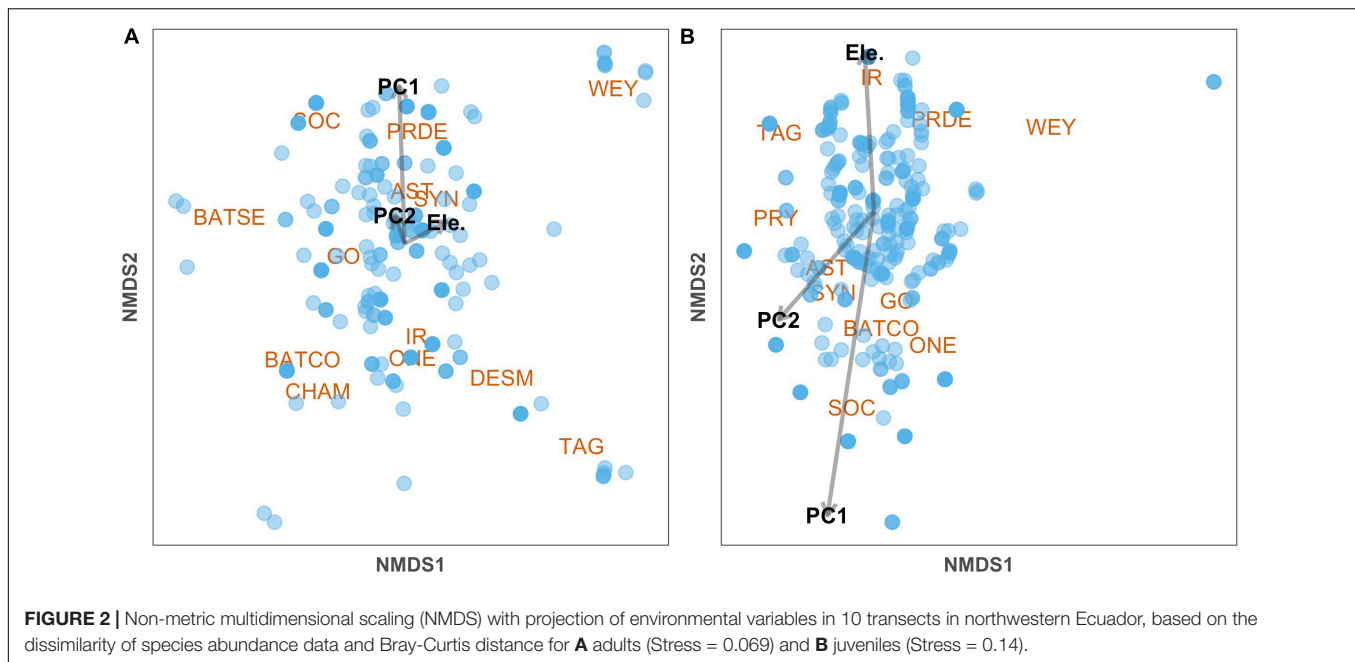 A
B
PC1
WEY
SOC
PRDE
AST
SYN
BATSE
PC2
Ele.
GO
IR
ONE
BATCO
CHAM
DESM
TAG
NMDS2
NMDS1
Ele.
IR
TAG
PRDE
WEY
PRY
AST
SYN
GO
PC2
BATCO
ONE
SOC
PC1
NMDS2
NMDS1
FIGURE 2 | Non-metric multidimensional scaling (NMDS) with projection of environmental variables in 10 transects in northwestern Ecuador, based on the
dissimilarity of species abundance data and Bray-Curtis distance for A adults (Stress = 0.069) and B juveniles (Stress = 0.14).